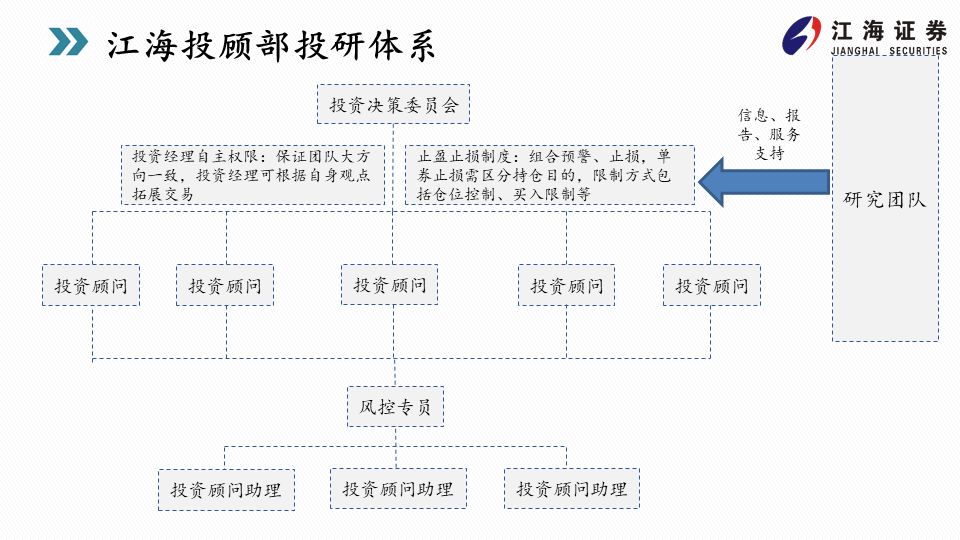 江海投顾部投研体系
江海证券
JIANGHAI SECURITIES
投资决策委员会
信息、报
告、服务
支持
投资经理自主权限：保证团队大方
向一致，投资经理可根据自身观点
拓展交易
止盈止损制度：组合预警、止损，单
券止损需区分持仓目的，限制方式包
括仓位控制、买入限制等
研究团队
投资顾问
投资顾问
投资顾问
投资顾问
投资顾问
风控专员
投资顾问助理
投资顾问助理
投资顾问助理